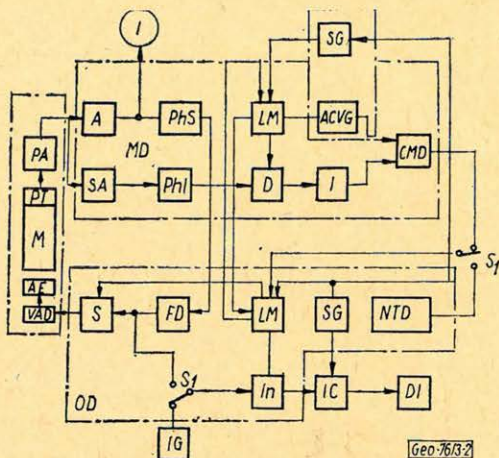 I
SG
A
PhS
LM
ACVG
MD
CMD
PA
SA
PhI
D
I
PT
M
S1
AE
VAD
S
FD
LM
SG
NTD
S1
OD
In
IC
DI
IG
Geo-76/3-2